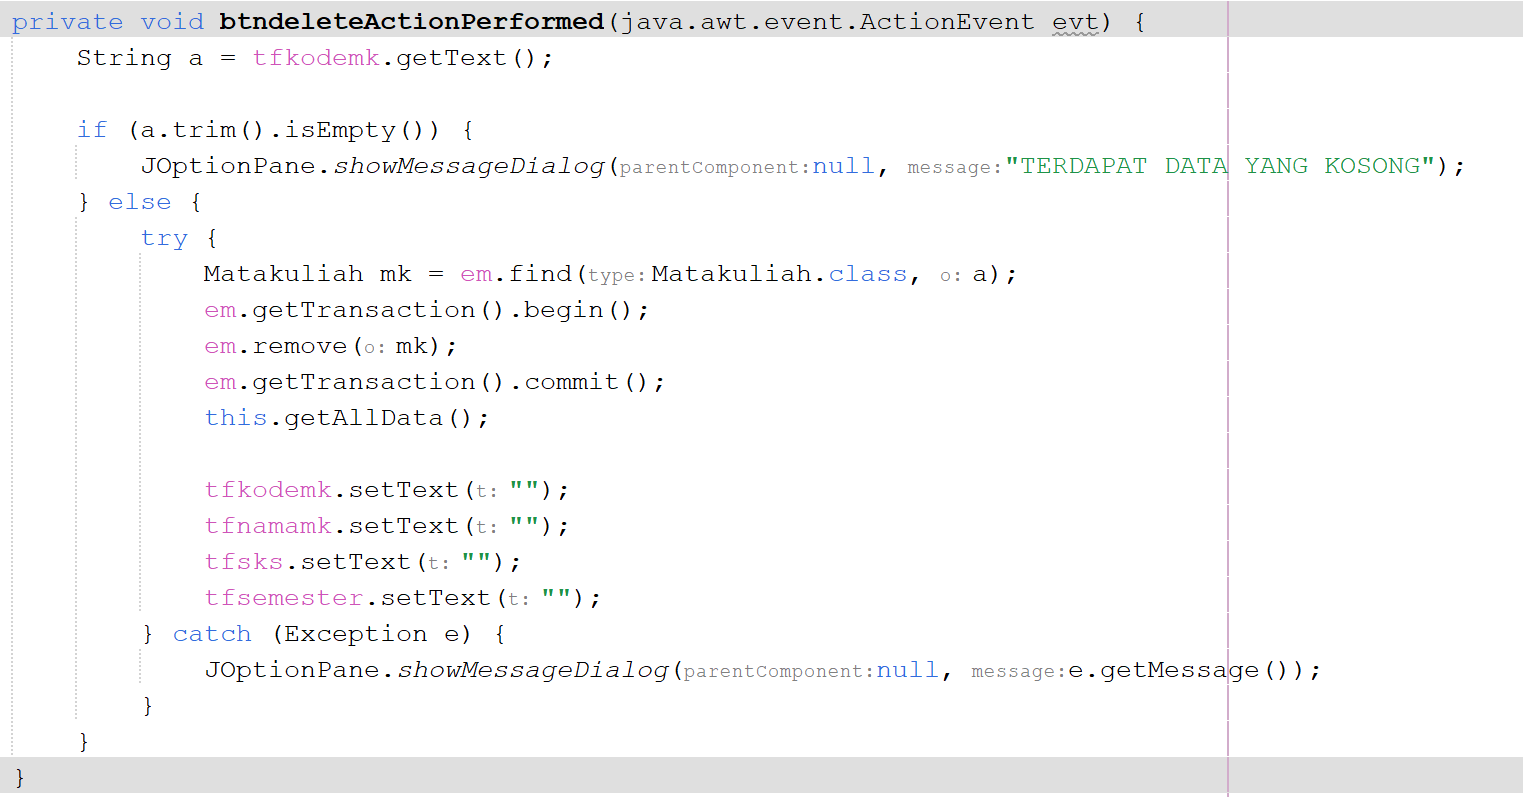 private void btndeleteActionPerformed(java.awt.event.ActionEvent evt) {
    String a = tfkodemk.getText();

    if (a.trim().isEmpty()) {
        JOptionPane.showMessageDialog(parentComponent:null, message:"TERDAPAT DATA YANG KOSONG");
    } else {
        try {
            Matakuliah mk = em.find(type:Matakuliah.class, o:a);
            em.getTransaction().begin();
            em.remove(o:mk);
            em.getTransaction().commit();
            this.getAllData();

            tfkodemk.setText(t:"");
            tfnamamk.setText(t:"");
            tfsks.setText(t:"");
            tfsemester.setText(t:"");
        } catch (Exception e) {
            JOptionPane.showMessageDialog(parentComponent:null, message:e.getMessage());
        }
    }
}